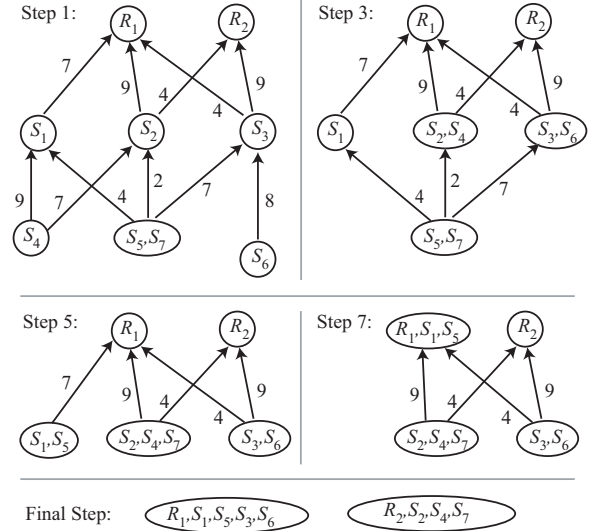 Step 1:
R1
R2
7
9
4
4
9
S1
S2
S3
9
7
4
2
7
8
S4
S5,S7
S6
Step 3:
R1
R2
7
9
4
4
9
S1
S2,S4
S3,S6
4
2
7
S5,S7
Step 5:
R1
R2
7
9
4
4
9
S1,S5
S2,S4,S7
S3,S6
Step 7:
R1,S1,S5
R2
9
4
4
9
S2,S4,S7
S3,S6
Final Step:
R1,S1,S5,S3,S6
R2,S2,S4,S7